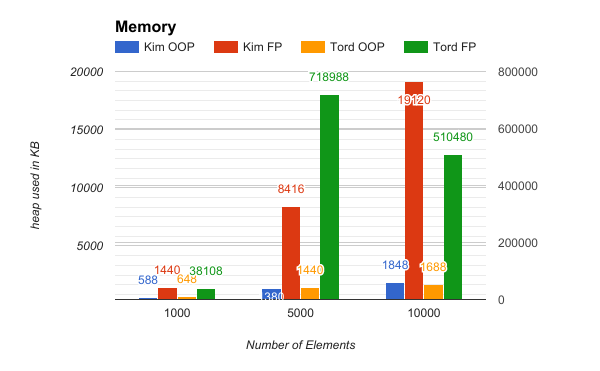 Memory
Kim OOP Kim FP Tord OOP Tord FP
20000
15000
10000
5000
800000
600000
400000
200000
0
heap used in KB
588 1440 648 38108
380 8416 1440 718988
1848 19120 1688 510480
1000 5000 10000
Number of Elements